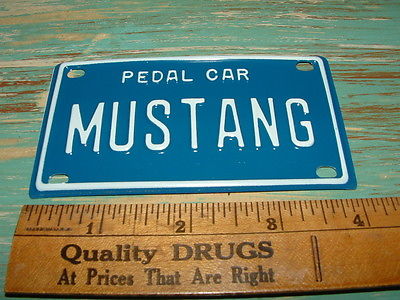 PEDAL CAR
MUSTANG
1 2 3 4
Quality DRUGS
At Prices That Are Right